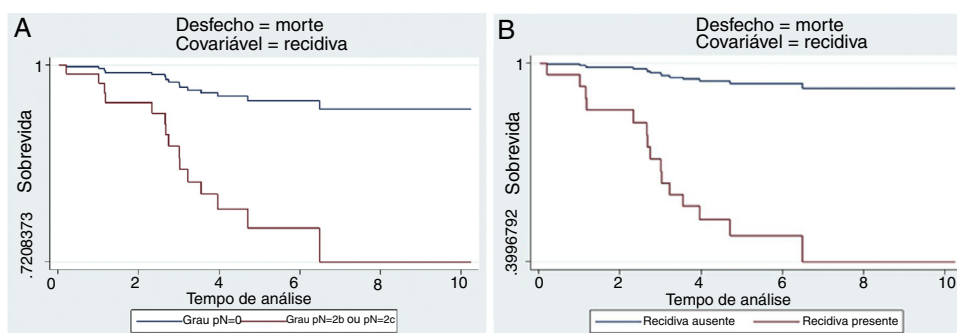 A
Desfecho = morte
Covariável = recidiva
1
Sobrevida
.7208373
0 2 4 6 8 10
Tempo de análise
Grau pN=0 Grau pN=2b ou pN=2c
B
Desfecho = morte
Covariável = recidiva
1
Sobrevida
.3996792
0 2 4 6 8 10
Tempo de análise
Recidiva ausente Recidiva presente